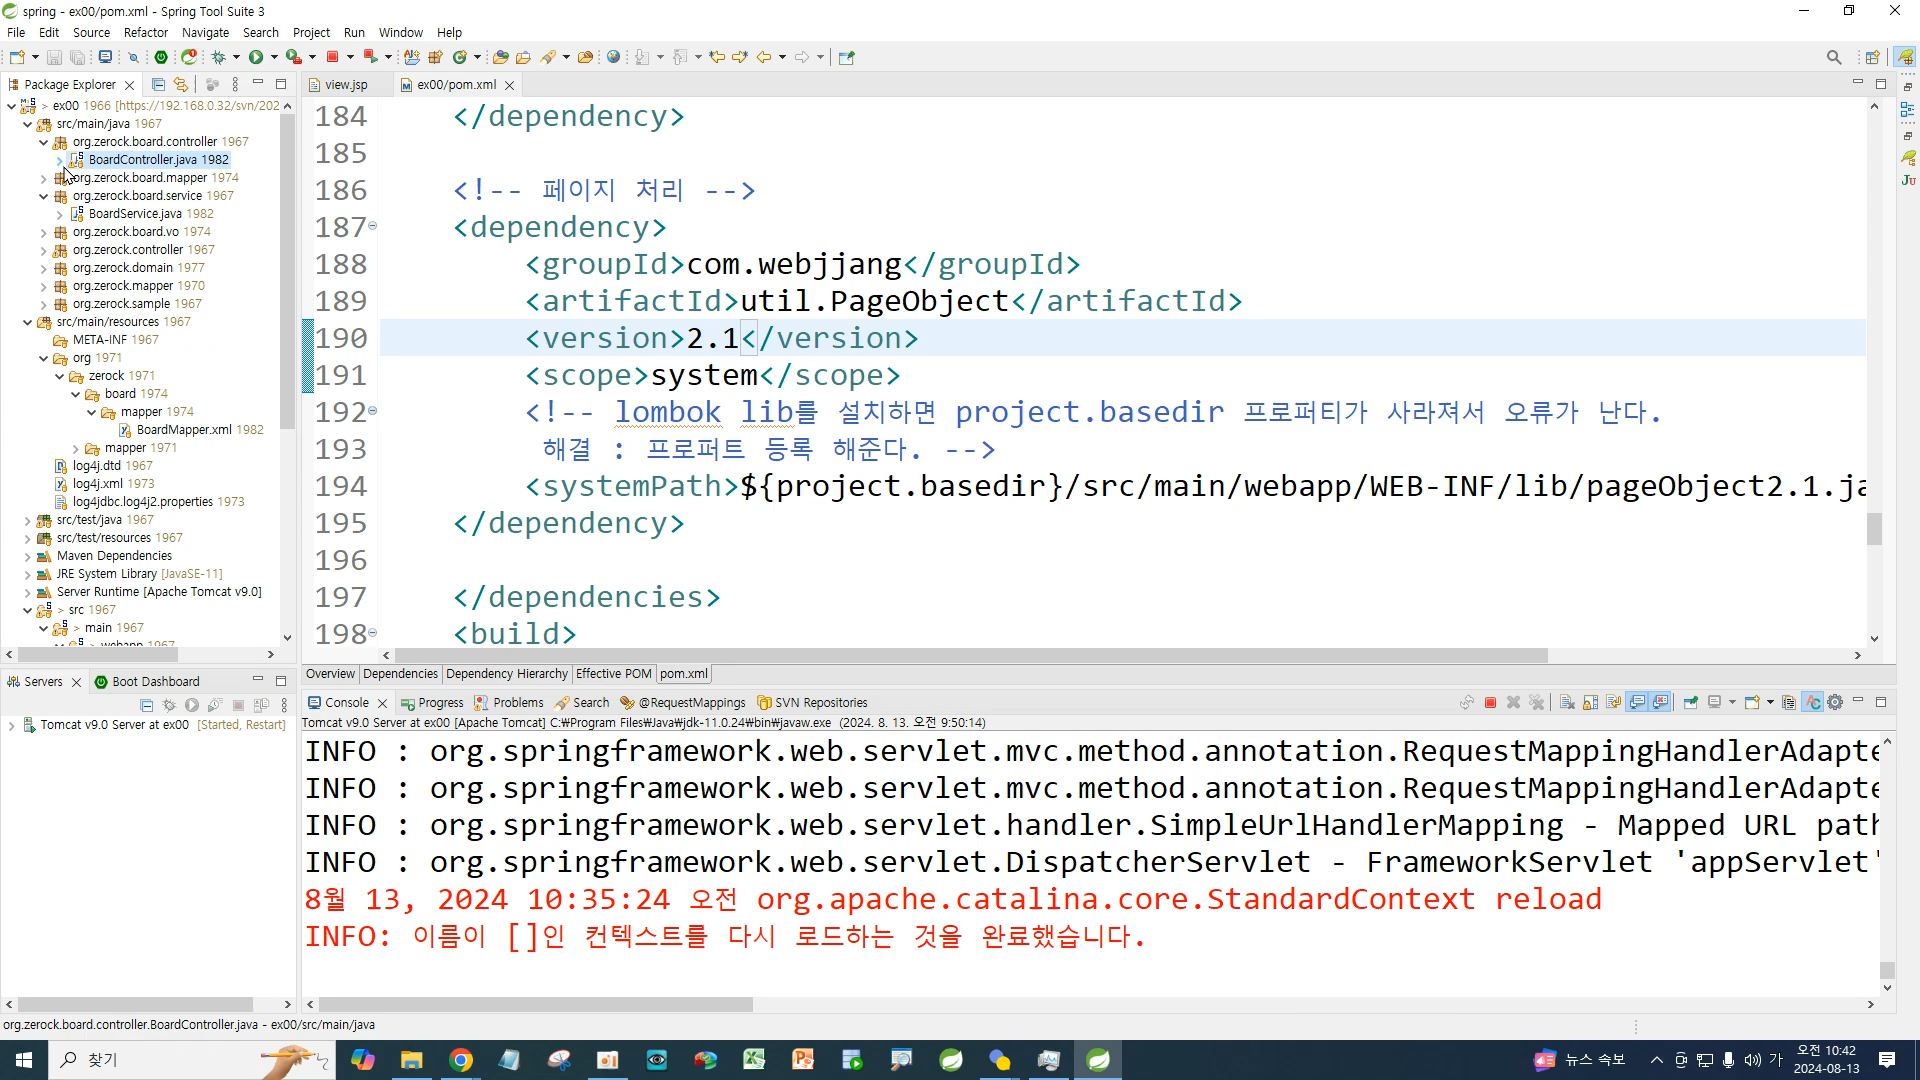 spring - ex00/pom.xml - Spring Tool Suite 3
File Edit Source Refactor Navigate Search Project Run Window Help
Package Explorer
view.jsp
ex00/pom.xml
> ex00 1966 [https://192.168.0.32/svn/202
src/main/java 1967
org.zerock.board.controller 1967
BoardController.java 1982
org.zerock.board.mapper 1974
org.zerock.board.service 1967
BoardService.java 1982
org.zerock.board.vo 1974
org.zerock.controller 1967
org.zerock.domain 1977
org.zerock.mapper 1970
org.zerock.sample 1967
src/main/resources 1967
META-INF 1967
org 1971
zerock 1971
board 1974
mapper 1974
BoardMapper.xml 1982
mapper 1971
log4j.dtd 1967
log4j.xml 1973
log4jdbc.log4j2.properties 1973
src/test/java 1967
src/test/resources 1967
Maven Dependencies
JRE System Library [JavaSE-11]
Server Runtime [Apache Tomcat v9.0]
> src 1967
> main 1967
> webapp 1967
184 </dependency>
185
186 <!-- 페이지 처리 -->
187 <dependency>
188 <groupId>com.webjjang</groupId>
189 <artifactId>util.PageObject</artifactId>
190 <version>2.1</version>
191 <scope>system</scope>
192 <!-- lombok lib를 설치하면 project.basedir 프로퍼티가 사라져서 오류가 난다.
193 해결 : 프로퍼트 등록 해준다. -->
194 <systemPath>${project.basedir}/src/main/webapp/WEB-INF/lib/pageObject2.1.ja
195 </dependency>
196
197 </dependencies>
198 <build>
Overview Dependencies Dependency Hierarchy Effective POM pom.xml
Servers
Boot Dashboard
Tomcat v9.0 Server at ex00 [Started, Restart]
Console Progress Problems Search @RequestMappings SVN Repositories
Tomcat v9.0 Server at ex00 [Apache Tomcat] C:₩Program Files₩Java₩jdk-11.0.24₩bin₩javaw.exe (2024. 8. 13. 오전 9:50:14)
INFO : org.springframework.web.servlet.mvc.method.annotation.RequestMappingHandlerAdapte
INFO : org.springframework.web.servlet.mvc.method.annotation.RequestMappingHandlerAdapte
INFO : org.springframework.web.servlet.handler.SimpleUrlHandlerMapping - Mapped URL path
INFO : org.springframework.web.servlet.DispatcherServlet - FrameworkServlet 'appServlet'
8월 13, 2024 10:35:24 오전 org.apache.catalina.core.StandardContext reload
INFO: 이름이 []인 컨텍스트를 다시 로드하는 것을 완료했습니다.
org.zerock.board.controller.BoardController.java - ex00/src/main/java
찾기
뉴스 속보
가
오전 10:42
2024-08-13